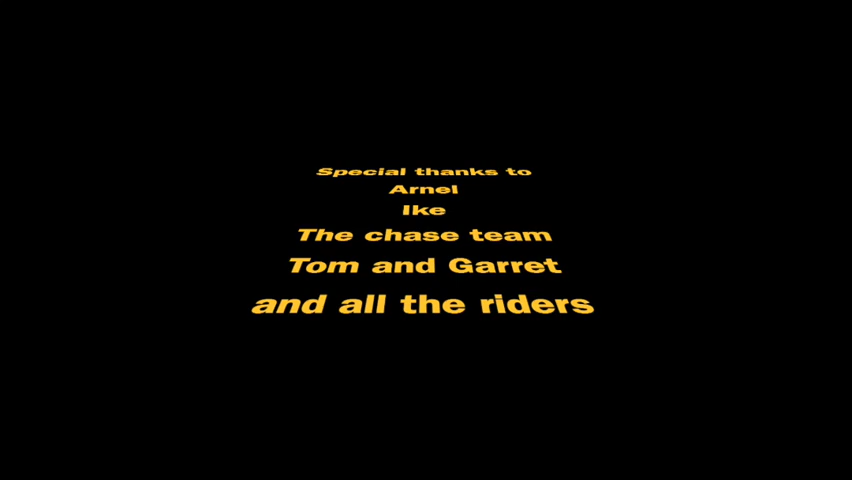 Special thanks to
Arnel
Ike
The chase team
Tom and Garret
and all the riders